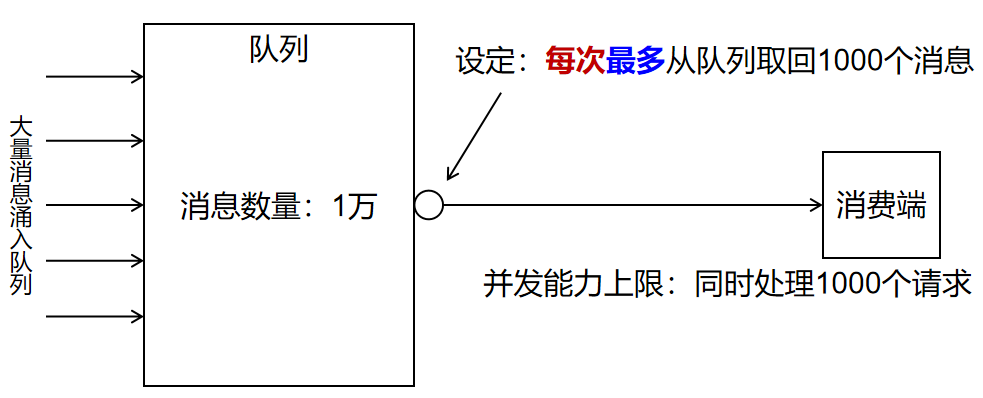 队列
设定：每次最多从队列取回1000个消息
大量消息涌入队列
消息数量：1万
消费端
并发能力上限：同时处理1000个请求